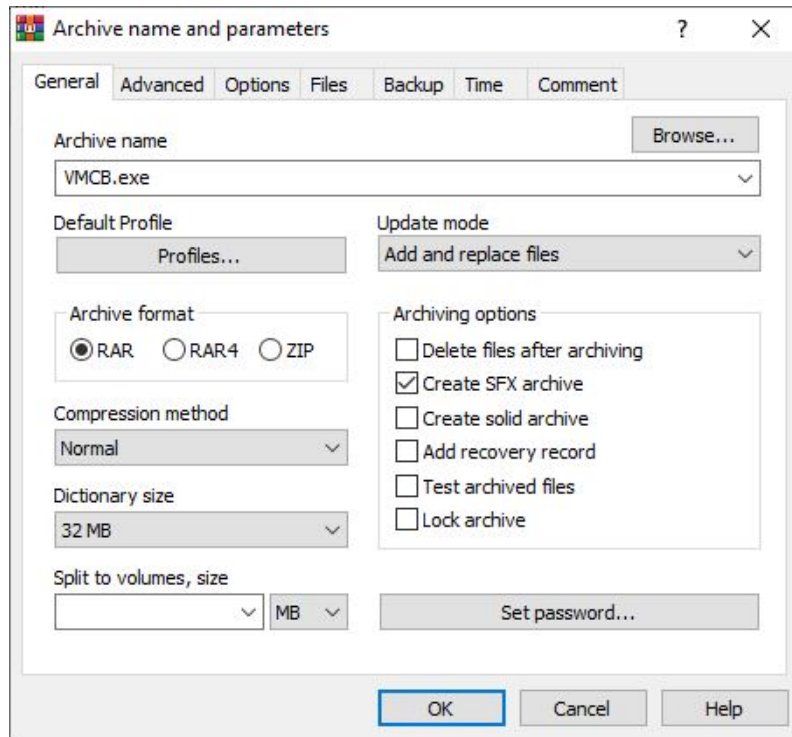 Archive name and parameters
?
General Advanced Options Files Backup Time Comment
Archive name
Browse...
VMCB.exe
Default Profile
Update mode
Profiles...
Add and replace files
Archive format
RAR RAR4 ZIP
Archiving options
Delete files after archiving
Create SFX archive
Create solid archive
Add recovery record
Test archived files
Lock archive
Compression method
Normal
Dictionary size
32 MB
Split to volumes, size
MB
Set password...
OK Cancel Help